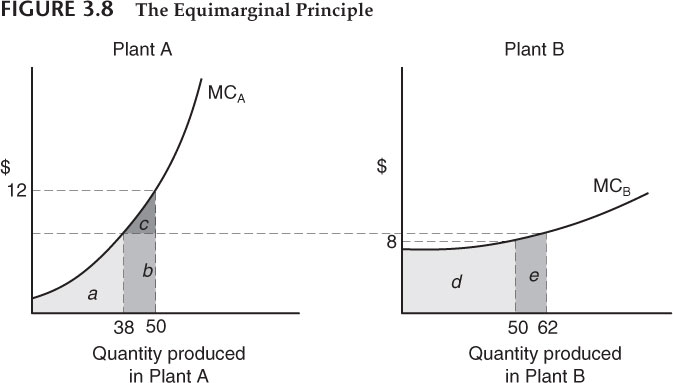 FIGURE 3.8 The Equimarginal Principle
Plant A
Plant B
MCA
$
12
c
b
a
38 50
Quantity produced
in Plant A
$
MCB
8
d
e
50 62
Quantity produced
in Plant B